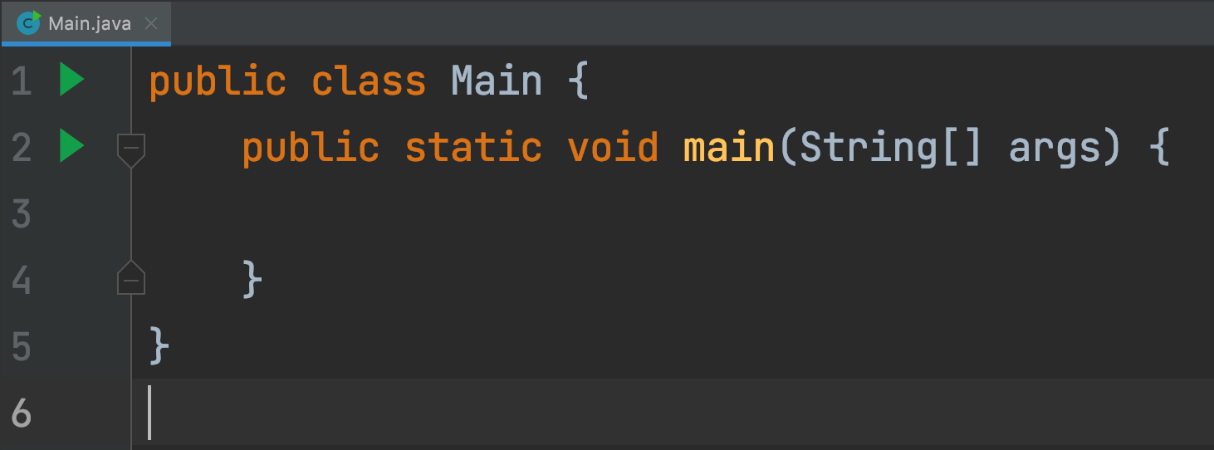 Main.java
1 public class Main {
2     public static void main(String[] args) {
3
4     }
5 }
6